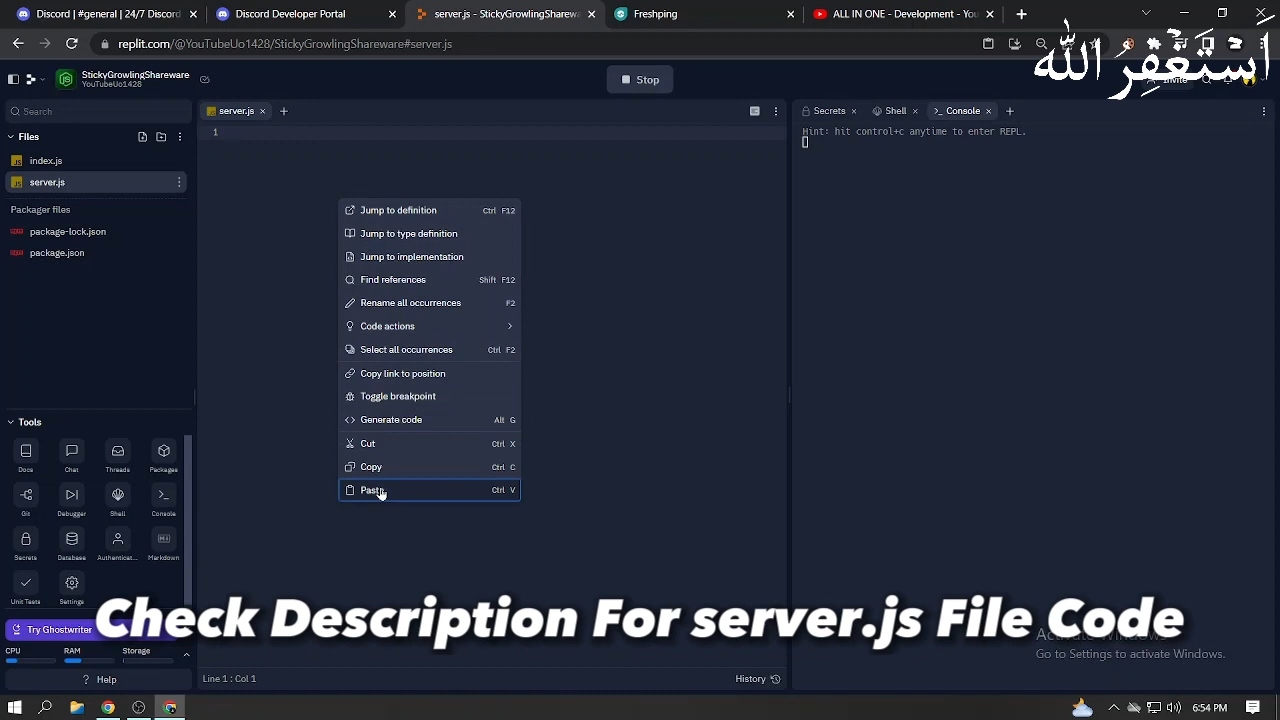 Discord | #general | 24/7 Discord
Discord Developer Portal
server.js - StickyGrowlingShareware
Freshping
ALL IN ONE - Development - You
replit.com/@YouTubeUo1428/StickyGrowlingShareware#server.js
أَستَغْفِرُ اللّٰه
StickyGrowlingShareware
YouTubeUo1428
Stop
Invite
Search
server.js
Secrets
Shell
Console
Files
1
Hint: hit control+c anytime to enter REPL.
index.js
server.js
Packager files
package-lock.json
package.json
Jump to definition Ctrl F12
Jump to type definition
Jump to implementation
Find references Shift F12
Rename all occurrences F2
Code actions
Select all occurrences Ctrl F2
Copy link to position
Toggle breakpoint
Generate code Alt G
Cut Ctrl X
Copy Ctrl C
Paste Ctrl V
Tools
Docs Chat Threads Packages
Git Debugger Shell Console
Secrets Database Authenticat... Markdown
Unit Tests Settings
Check Description For server.js File Code
Try Ghostwriter
Activate Windows
Go to Settings to activate Windows.
CPU RAM Storage
? Help
Line 1 : Col 1
History
6:54 PM